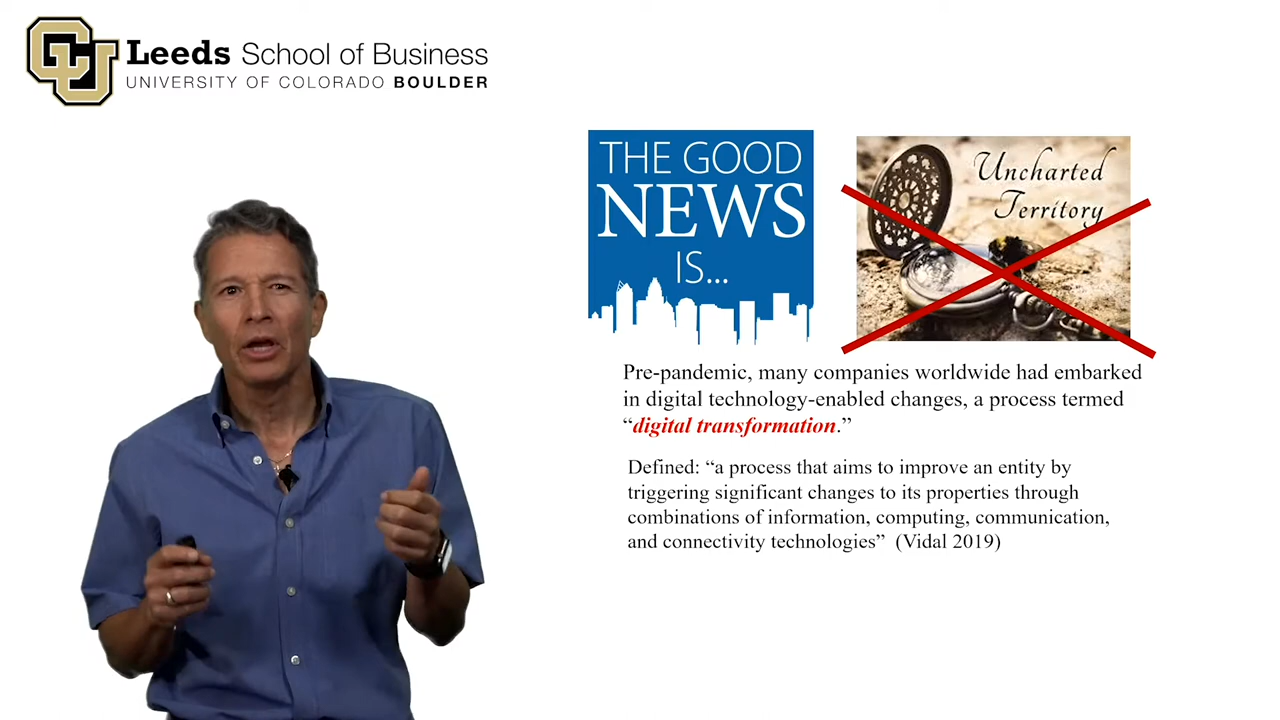 Leeds School of Business
UNIVERSITY OF COLORADO BOULDER
THE GOOD
NEWS
IS...
Uncharted
Territory
Pre-pandemic, many companies worldwide had embarked
in digital technology-enabled changes, a process termed
“digital transformation.”
Defined: “a process that aims to improve an entity by
triggering significant changes to its properties through
combinations of information, computing, communication,
and connectivity technologies” (Vidal 2019)